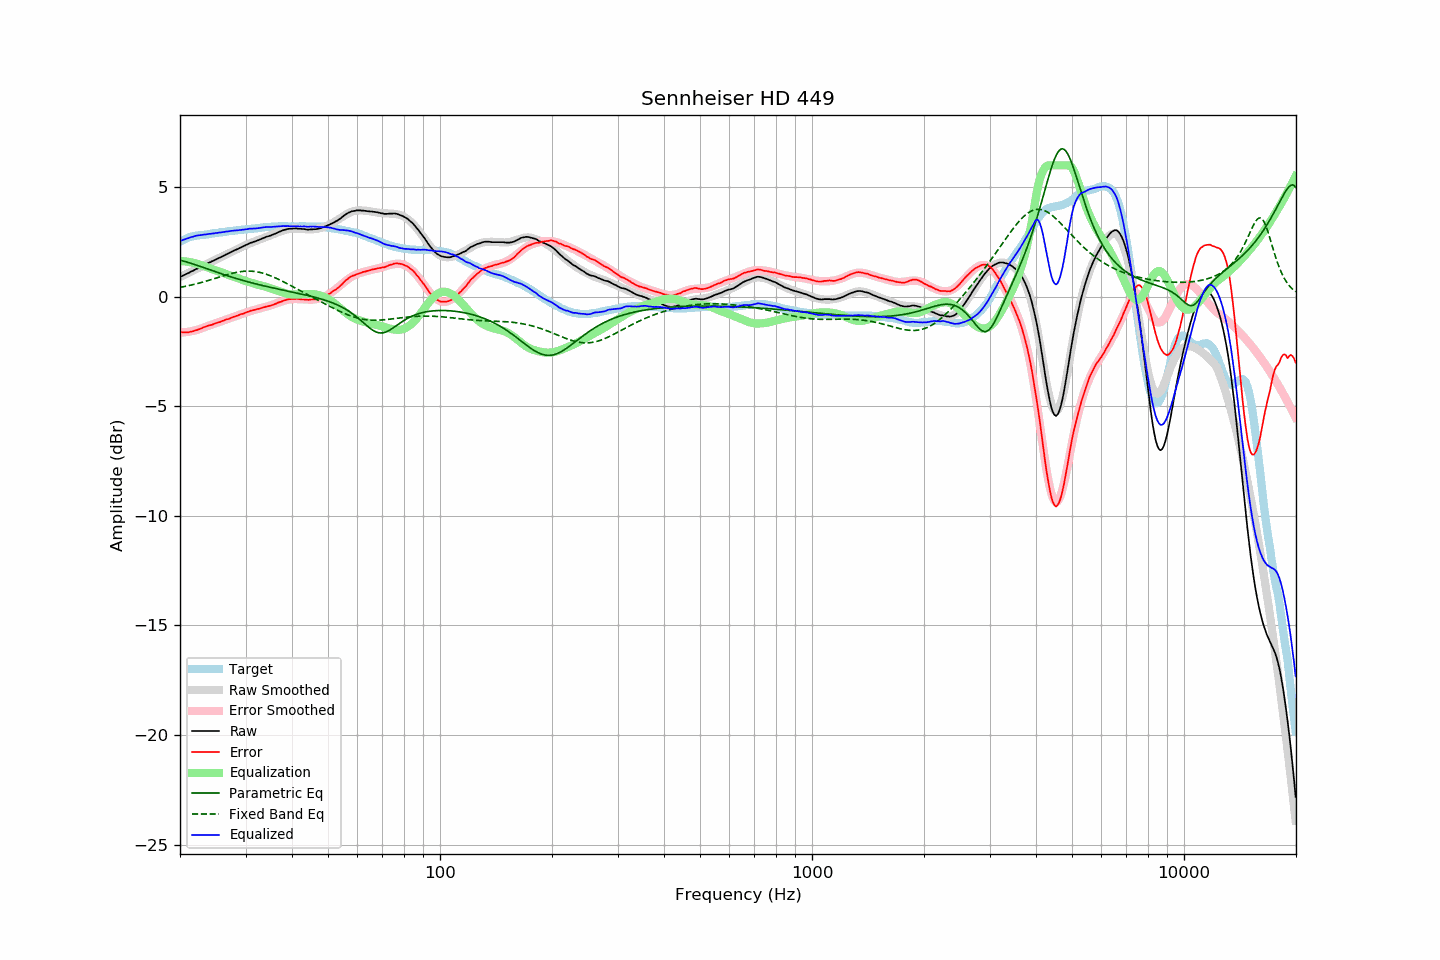 Sennheiser HD 449
Amplitude (dBr)
5
0
−5
−10
−15
−20
−25
Target
Raw Smoothed
Error Smoothed
Raw
Error
Equalization
Parametric Eq
Fixed Band Eq
Equalized
100
1000
10000
Frequency (Hz)